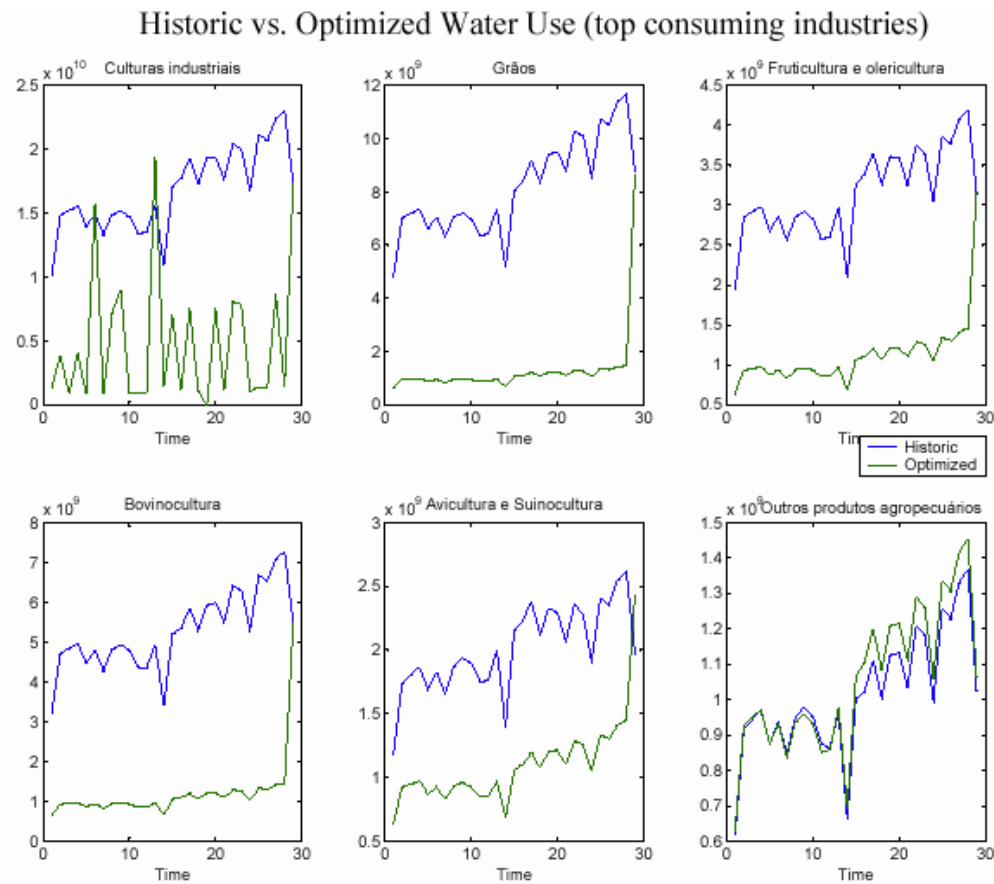 Historic vs. Optimized Water Use (top consuming industries)
x 10^10 Culturas industriais
2.5
2
1.5
1
0.5
0
0 10 20 30
Time
x 10^9 Grãos
12
10
8
6
4
2
0
0 10 20 30
Time
x 10^9 Fruticultura e olericultura
4.5
4
3.5
3
2.5
2
1.5
1
0.5
0 10 20 30
Time
Historic
Optimized
x 10^9 Bovinocultura
8
7
6
5
4
3
2
1
0
0 10 20 30
Time
x 10^9 Avicultura e Suinocultura
3
2.5
2
1.5
1
0.5
0 10 20 30
Time
x 10^9 Outros produtos agropecuários
1.5
1.4
1.3
1.2
1.1
1
0.9
0.8
0.7
0.6
0 10 20 30
Time